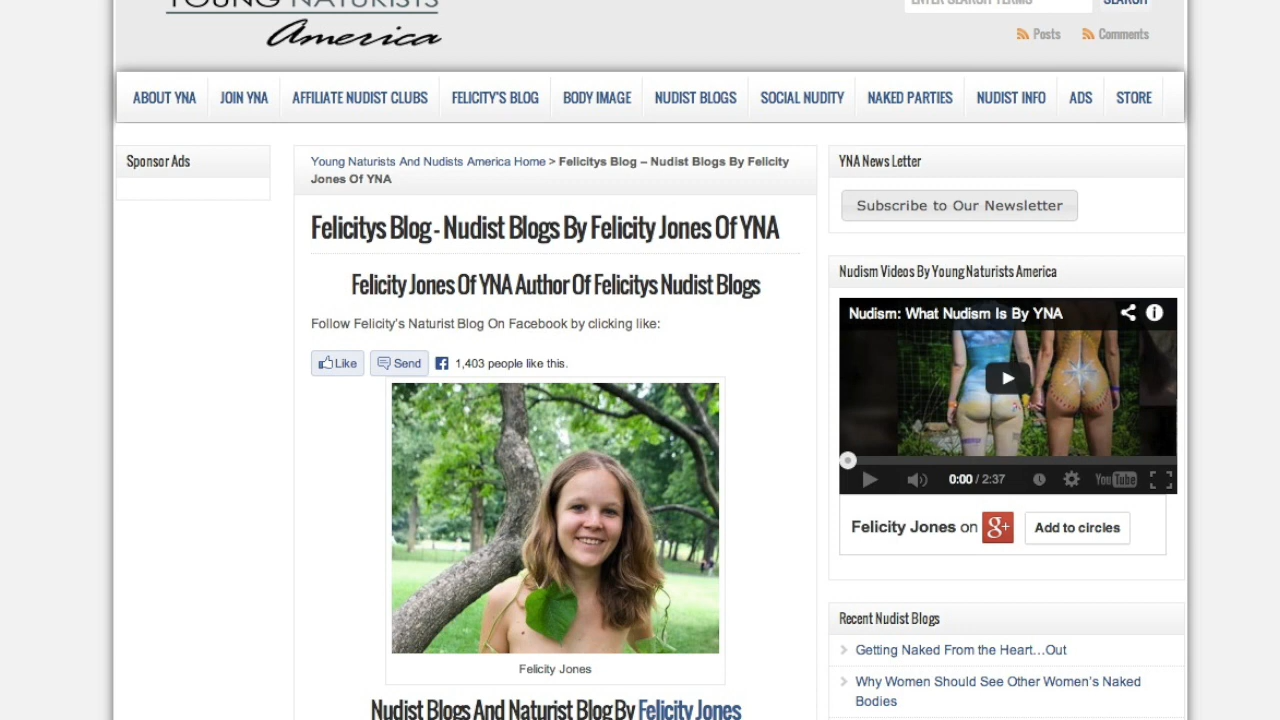 YOUNG NATURISTS
America
ENTER SEARCH TERMS
SEARCH
Posts
Comments
ABOUT YNA
JOIN YNA
AFFILIATE NUDIST CLUBS
FELICITY'S BLOG
BODY IMAGE
NUDIST BLOGS
SOCIAL NUDITY
NAKED PARTIES
NUDIST INFO
ADS
STORE
Sponsor Ads
Young Naturists And Nudists America Home > Felicitys Blog – Nudist Blogs By Felicity
Jones Of YNA
Felicitys Blog - Nudist Blogs By Felicity Jones Of YNA
Felicity Jones Of YNA Author Of Felicitys Nudist Blogs
Follow Felicity's Naturist Blog On Facebook by clicking like:
Like
Send
1,403 people like this.
Felicity Jones
Nudist Blogs And Naturist Blog By Felicity Jones
YNA News Letter
Subscribe to Our Newsletter
Nudism Videos By Young Naturists America
Nudism: What Nudism Is By YNA
0:00 / 2:37
YouTube
Felicity Jones on
g+
Add to circles
Recent Nudist Blogs
Getting Naked From the Heart…Out
Why Women Should See Other Women's Naked
Bodies